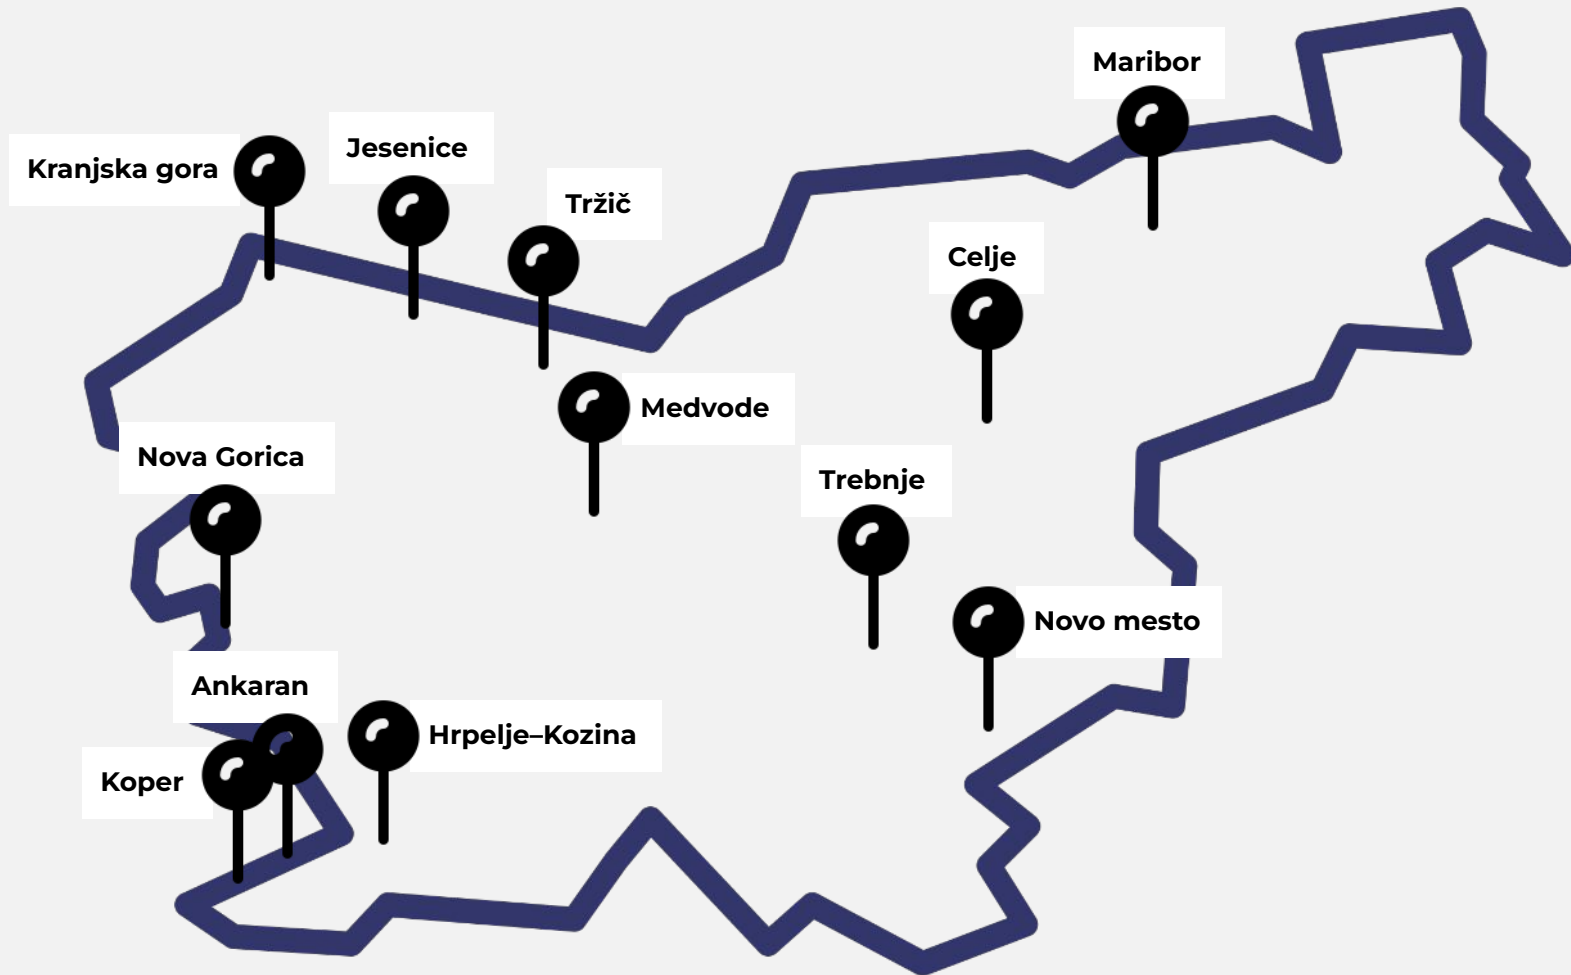 Maribor
Jesenice
Kranjska gora
Tržič
Celje
Medvode
Nova Gorica
Trebnje
Novo mesto
Ankaran
Hrpelje–Kozina
Koper